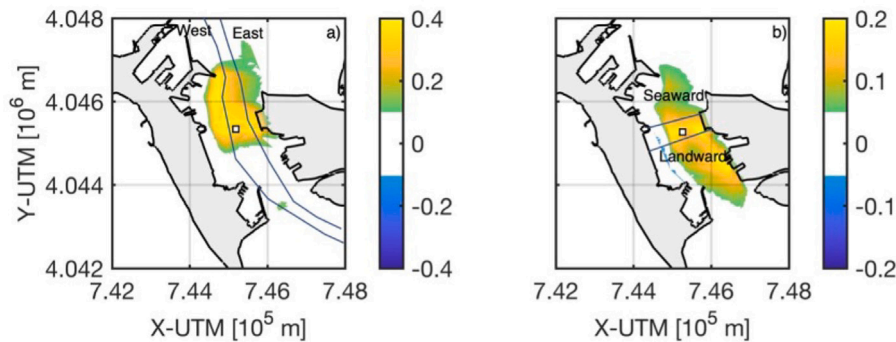 4.048
4.046
4.044
4.042
Y-UTM [10⁶ m]
West
East
a)
7.42
7.44
7.46
7.48
X-UTM [10⁵ m]
0.4
0.2
0
-0.2
-0.4
b)
Seaward
Landward
7.42
7.44
7.46
7.48
X-UTM [10⁵ m]
0.2
0.1
0
-0.1
-0.2